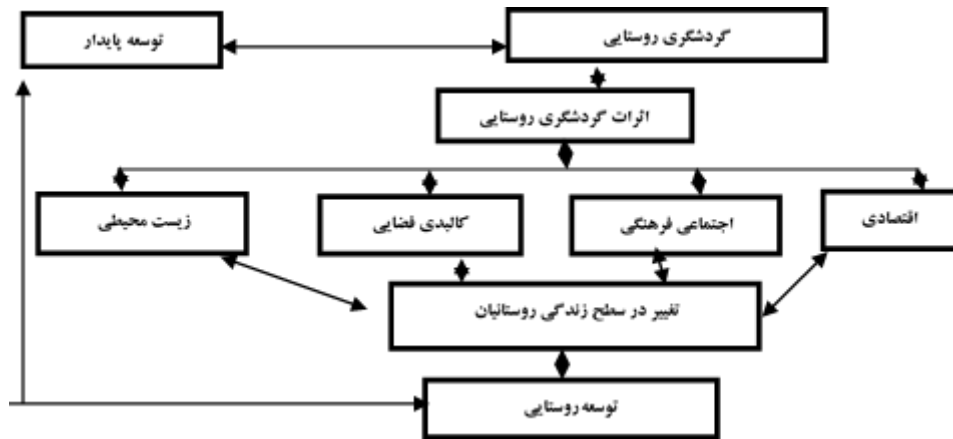 گردشگری روستایی
توسعه پایدار
اثرات گردشگری روستایی
اقتصادی
اجتماعی فرهنگی
کالبدی فضایی
زیست محیطی
تغییر در سطح زندگی روستائیان
توسعه روستایی